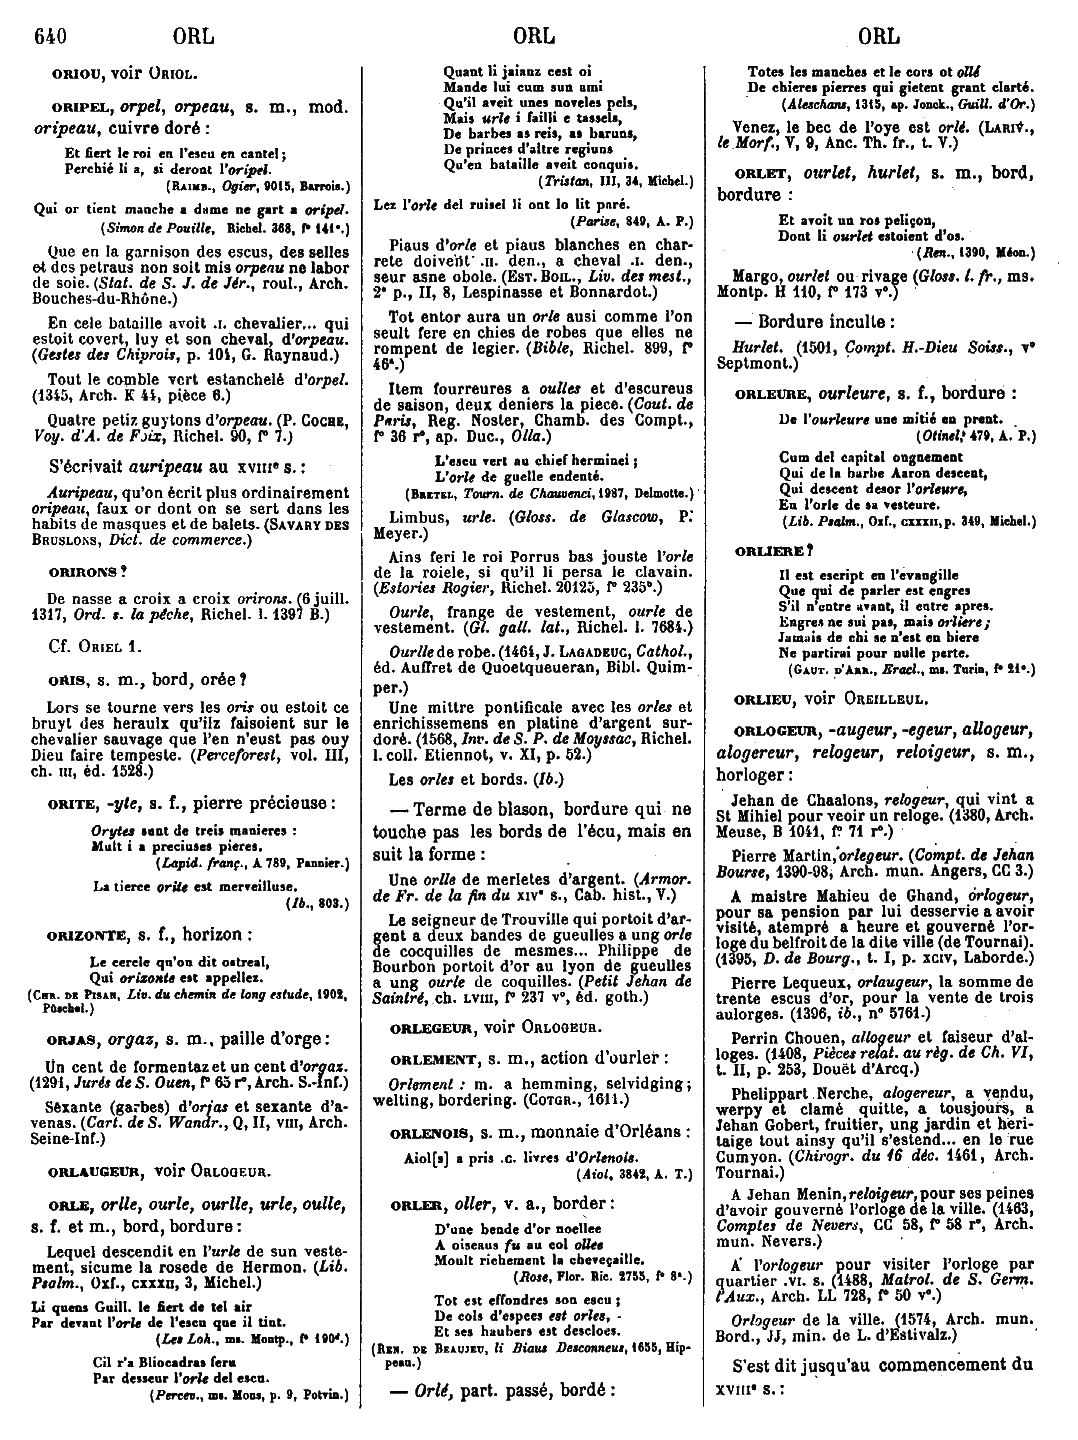 640 ORL ORL ORL
ORIOU, voir ORIOL.
ORIPEL, orpel, orpeau, s. m., mod.
oripeau, cuivre doré :
Et fiert le roi en l'escu en cantel ;
Perchié li a, si deront l'oripel.
(RAIMB., Ogier, 9015, Barrois.)
Qui or tient manche a dame ne gart a oripel.
(Simon de Pouille, Richel. 368, f° 141ᵃ.)
Que en la garnison des escus, des selles
et des petraus non soit mis orpeau ne labor
de soie. (Stat. de S. J. de Jér., roul., Arch.
Bouches-du-Rhône.)
En cele bataille avoit .I. chevalier... qui
estoit covert, luy et son cheval, d'orpeau.
(Gestes des Chiprois, p. 101, G. Raynaud.)
Tout le comble vert estanchelé d'orpel.
(1345, Arch. K 44, pièce 6.)
Quatre petiz guytons d'orpeau. (P. COCHE,
Voy. d'A. de Foix, Richel. 90, f° 7.)
S'écrivait auripeau au XVIIIᵉ s. :
Auripeau, qu'on écrit plus ordinairement
oripeau, faux or dont on se sert dans les
habits de masques et de balets. (SAVARY DES
BRUSLONS, Dict. de commerce.)
ORIRONS ?
De nasse a croix a croix orirons. (6 juill.
1317, Ord. s. la pêche, Richel. l. 1397 B.)
Cf. ORIEL 1.
ORIS, s. m., bord, orée ?
Lors se tourne vers les oris ou estoit ce
bruyt des heraulx qu'ilz faisoient sur le
chevalier sauvage que l'en n'eust pas ouy
Dieu faire tempeste. (Perceforest, vol. III,
ch. III, éd. 1528.)
ORITE, -yte, s. f., pierre précieuse :
Orytes sunt de treis manieres :
Mult i a preciuses pieres.
(Lapid. franç., A 789, Pannier.)
La tierce orite est merveilluse.
(Ib., 803.)
ORIZONTE, s. f., horizon :
Le cercle qu'on dit ostreal,
Qui orizonte est appellez.
(CHR. DE PISAN, Liv. du chemin de long estude, 1902,
Püschel.)
ORJAS, orgaz, s. m., paille d'orge :
Un cent de formentaz et un cent d'orgaz.
(1291, Jurés de S. Ouen, f° 65 r°, Arch. S.-Inf.)
Sexante (garbes) d'orjas et sexante d'a-
venas. (Cart. de S. Wandr., Q, II, VIII, Arch.
Seine-Inf.)
ORLAUGEUR, voir ORLOGEUR.
ORLE, orlle, ourle, ourlle, urle, oulle,
s. f. et m., bord, bordure :
Lequel descendit en l'urle de sun veste-
ment, sicume la rosede de Hermon. (Lib.
Psalm., Oxf., CXXXII, 3, Michel.)
Li quens Guill. le fiert de tel air
Par devant l'orle de l'escu que il tint.
(Les Loh., ms. Montp., f° 190ᵈ.)
Cil r'a Bliocadras feru
Par desseur l'orle del escu.
(Percev., ms. Mons, p. 9, Potvin.)
Quant li jaianz cest oi
Mande lui cum sun ami
Qu'il aveit unes noveles pels,
Mais urle i failli e tassels,
De barbes as reis, as baruns,
De princes d'altre regiuns
Qu'en bataille aveit conquis.
(Tristan, III, 34, Michel.)
Lez l'orle del ruisel li ont lo lit paré.
(Parise, 849, A. P.)
Piaus d'orle et piaus blanches en char-
rete doivent .II. den., a cheval .I. den.,
seur asne obole. (EST. BOIL., Liv. des mest.,
2ᵉ p., II, 8, Lespinasse et Bonnardot.)
Tot entor aura un orle ausi comme l'on
seult fere en chies de robes que elles ne
rompent de legier. (Bible, Richel. 899, f°
46ᵃ.)
Item fourreures a oulles et d'escureus
de saison, deux deniers la piece. (Cout. de
Paris, Reg. Noster, Chamb. des Compt.,
f° 36 r°, ap. Duc., Olla.)
L'escu vert au chief herminei ;
L'orle de guelle endenté.
(BRETEL, Tourn. de Chauvenci, 1987, Delmotte.)
Limbus, urle. (Gloss. de Glascow, P.
Meyer.)
Ains feri le roi Porrus bas jouste l'orle
de la roiele, si qu'il li persa le clavain.
(Estories Rogier, Richel. 20125, f° 235ᵇ.)
Ourle, frange de vestement, ourle de
vestement. (Gl. gall. lat., Richel. l. 7684.)
Ourlle de robe. (1464, J. LAGADEUC, Cathol.,
éd. Auffret de Quoetqueueran, Bibl. Quim-
per.)
Une mittre pontificale avec les orles et
enrichissemens en platine d'argent sur-
doré. (1568, Inv. de S. P. de Moyssac, Richel.
l. coll. Etiennot, v. XI, p. 52.)
Les orles et bords. (Ib.)
— Terme de blason, bordure qui ne
touche pas les bords de l'écu, mais en
suit la forme :
Une orlle de merletes d'argent. (Armor.
de Fr. de la fin du XIVᵉ s., Cab. hist., V.)
Le seigneur de Trouville qui portoit d'ar-
gent a deux bandes de gueulles a ung orle
de cocquilles de mesmes... Philippe de
Bourbon portoit d'or au lyon de gueulles
a ung ourle de coquilles. (Petit Jehan de
Saintré, ch. LVIII, f° 237 v°, éd. goth.)
ORLEGEUR, voir ORLOGEUR.
ORLEMENT, s. m., action d'ourler :
Orlement : m. a hemming, selvidging ;
welting, bordering. (COTGR., 1611.)
ORLENOIS, s. m., monnaie d'Orléans :
Aiol[s] a pris .c. livres d'Orlenois.
(Aiol, 3842, A. T.)
ORLER, oller, v. a., border :
D'une bende d'or noellee
A oiseaus fu au col ollee
Moult richement la cheveçaille.
(Rose, Flor. Ric. 2755, f° 8ᵃ.)
Tot est effondres son escu ;
De cols d'espees est orles,
Et ses haubers est descloes.
(REN. DE BEAUJEU, li Biaus Desconneus, 1655, Hip-
peau.)
— Orlé, part. passé, bordé :
Totes les manches et le cors ot ollé
De chieres pierres qui gietent grant clarté.
(Aleschans, 1315, ap. Jonck., Guill. d'Or.)
Venez, le bec de l'oye est orlé. (LARIV.,
le Morf., V, 9, Anc. Th. fr., t. V.)
ORLET, ourlet, hurlet, s. m., bord,
bordure :
Et avoit un ros peliçon,
Dont li ourlet estoient d'os.
(Ren., 1390, Méon.)
Margo, ourlet ou rivage (Gloss. l. fr., ms.
Montp. H 110, f° 173 v°.)
— Bordure inculte :
Hurlet. (1501, Compt. H.-Dieu Soiss., v°
Septmont.)
ORLEURE, ourleure, s. f., bordure :
De l'ourleure une mitié en prent.
(Otinel, 479, A. P.)
Cum del capital ongnement
Qui de la barbe Aaron descent,
Qui descent desor l'orleure,
En l'orle de sa vesteure.
(Lib. Psalm., Oxf., CXXXII, p. 349, Michel.)
ORLIERE ?
Il est escript en l'evangille
Que qui de parler est engres
S'il n'entre avant, il entre apres.
Engres ne sui pas, mais orliere ;
Jamais de chi se n'est en biere
Ne partirai pour nulle perte.
(GAUT. D'ARR., Eracl., ms. Turin, f° 21ᵃ.)
ORLIEU, voir OREILLEUL.
ORLOGEUR, -augeur, -egeur, allogeur,
alogereur, relogeur, reloigeur, s. m.,
horloger :
Jehan de Chaalons, relogeur, qui vint a
St Mihiel pour veoir un reloge. (1380, Arch.
Meuse, B 1041, f° 71 r°.)
Pierre Martin, orlegeur. (Compt. de Jehan
Bourse, 1390-98, Arch. mun. Angers, CC 3.)
A maistre Mahieu de Ghand, orlogeur,
pour sa pension par lui desservie a avoir
visité, atempré a heure et gouverné l'or-
loge du belfroit de la dite ville (de Tournai).
(1395, D. de Bourg., t. I, p. XCIV, Laborde.)
Pierre Lequeux, orlaugeur, la somme de
trente escus d'or, pour la vente de trois
aulorges. (1396, ib., n° 5761.)
Perrin Chouen, allogeur et faiseur d'al-
loges. (1408, Pièces relat. au règ. de Ch. VI,
t. II, p. 253, Douët d'Arcq.)
Phelippart Nerche, alogereur, a vendu,
werpy et clamé quitte, a tousjours, a
Jehan Gobert, fruitier, ung jardin et heri-
taige tout ainsy qu'il s'estend... en le rue
Cumyon. (Chirogr. du 16 déc. 1461, Arch.
Tournai.)
A Jehan Menin, reloigeur, pour ses peines
d'avoir gouverné l'orloge de la ville. (1463,
Comptes de Nevers, CC 58, f° 58 r°, Arch.
mun. Nevers.)
A l'orlogeur pour visiter l'orloge par
quartier .VI. s. (1488, Matrol. de S. Germ.
l'Aux., Arch. LL 728, f° 50 v°.)
Orlogeur de la ville. (1574, Arch. mun.
Bord., JJ, min. de L. d'Estivalz.)
S'est dit jusqu'au commencement du
XVIIIᵉ s. :